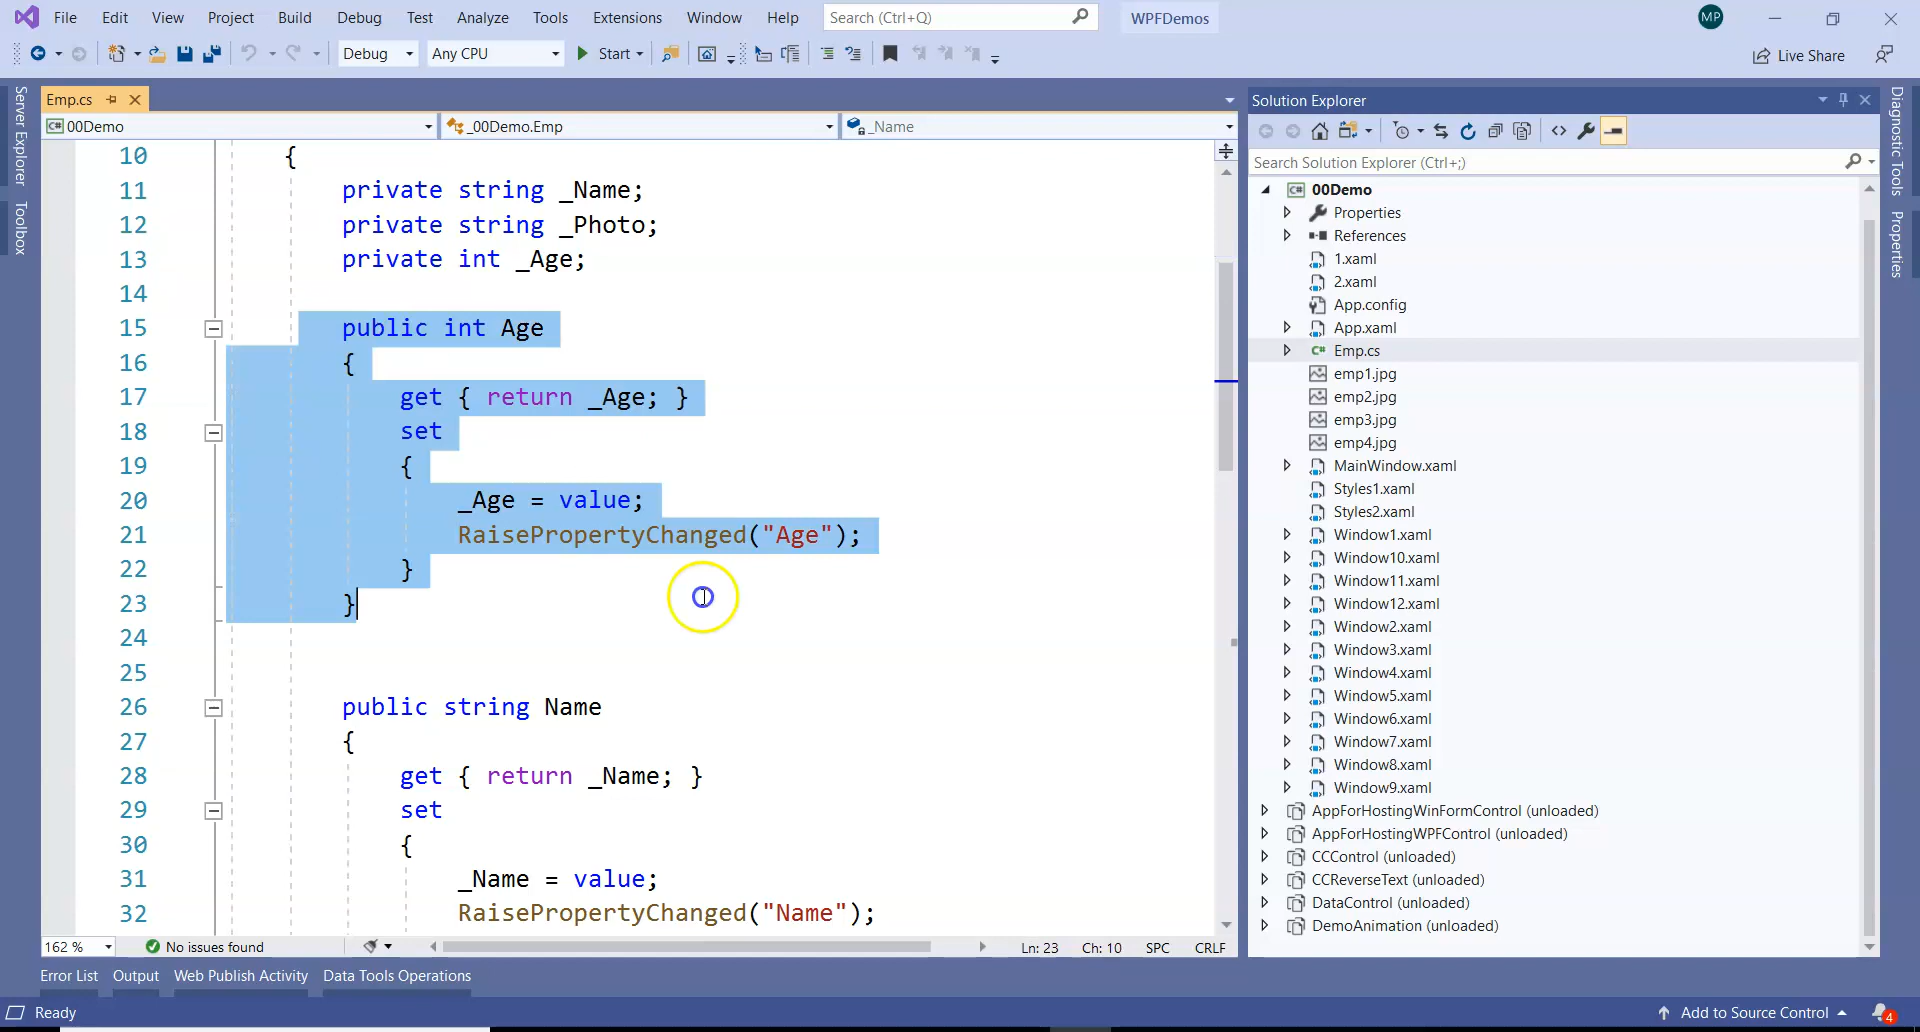 File Edit View Project Build Debug Test Analyze Tools Extensions Window Help Search (Ctrl+Q) WPFDemos MP
Debug Any CPU Start Live Share
Server Explorer
Toolbox
Emp.cs
00Demo _00Demo.Emp _Name
10 {
11 private string _Name;
12 private string _Photo;
13 private int _Age;
14
15 public int Age
16 {
17 get { return _Age; }
18 set
19 {
20 _Age = value;
21 RaisePropertyChanged("Age");
22 }
23 }
24
25
26 public string Name
27 {
28 get { return _Name; }
29 set
30 {
31 _Name = value;
32 RaisePropertyChanged("Name");
162 % No issues found Ln: 23 Ch: 10 SPC CRLF
Solution Explorer
Search Solution Explorer (Ctrl+;)
C# 00Demo
Properties
References
1.xaml
2.xaml
App.config
App.xaml
C# Emp.cs
emp1.jpg
emp2.jpg
emp3.jpg
emp4.jpg
MainWindow.xaml
Styles1.xaml
Styles2.xaml
Window1.xaml
Window10.xaml
Window11.xaml
Window12.xaml
Window2.xaml
Window3.xaml
Window4.xaml
Window5.xaml
Window6.xaml
Window7.xaml
Window8.xaml
Window9.xaml
AppForHostingWinFormControl (unloaded)
AppForHostingWPFControl (unloaded)
CCControl (unloaded)
CCReverseText (unloaded)
DataControl (unloaded)
DemoAnimation (unloaded)
Diagnostic Tools
Properties
Error List Output Web Publish Activity Data Tools Operations
Ready Add to Source Control 4